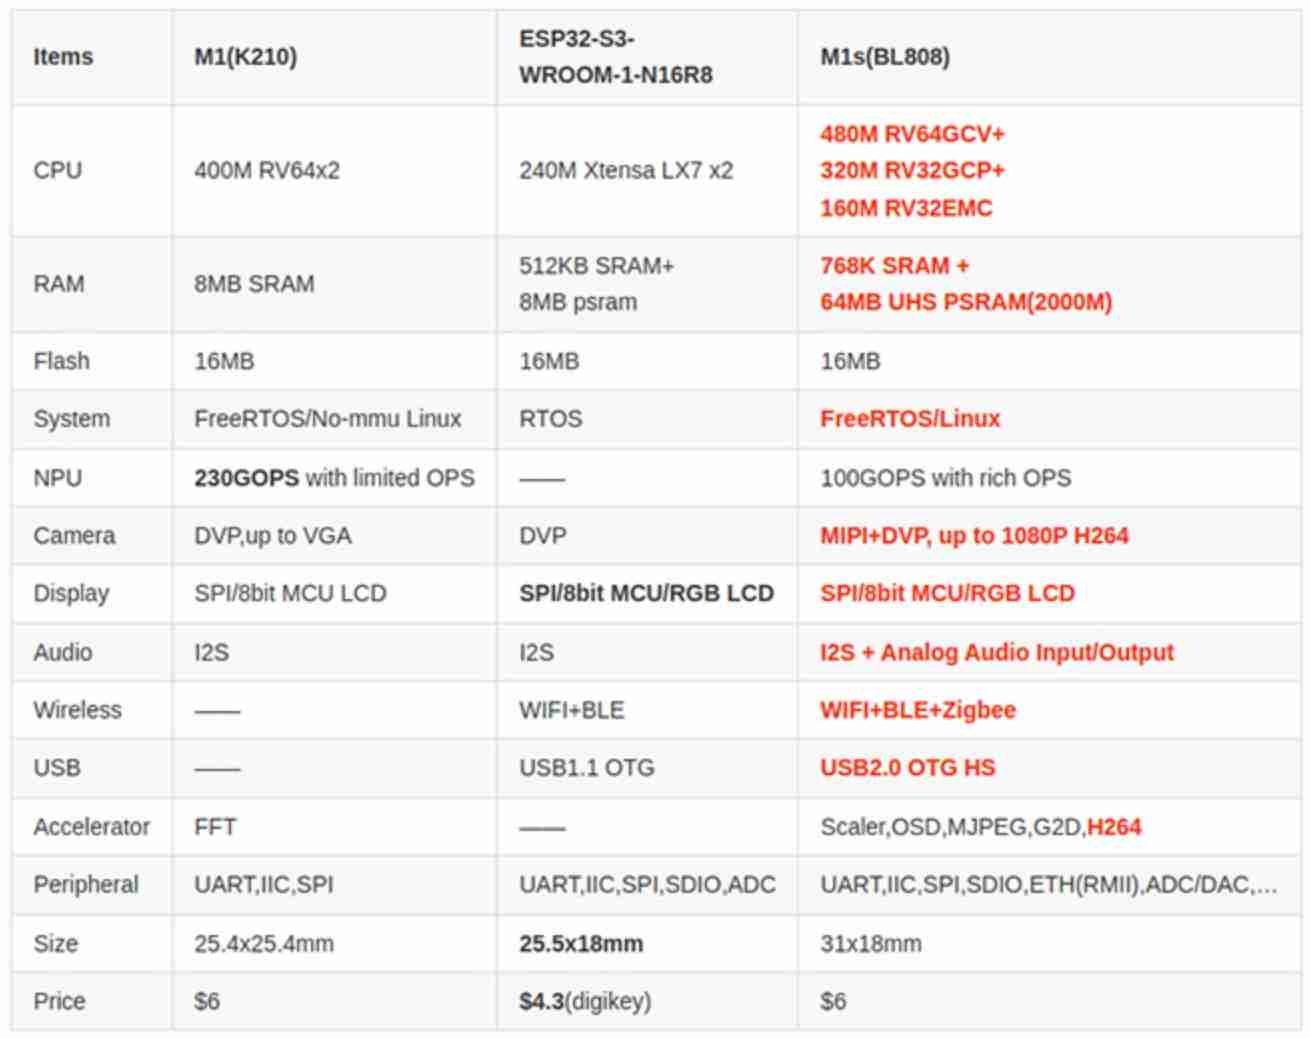 Items M1(K210) ESP32-S3-
WROOM-1-N16R8 M1s(BL808)
CPU 400M RV64x2 240M Xtensa LX7 x2 480M RV64GCV+
320M RV32GCP+
160M RV32EMC
RAM 8MB SRAM 512KB SRAM+
8MB psram 768K SRAM +
64MB UHS PSRAM(2000M)
Flash 16MB 16MB 16MB
System FreeRTOS/No-mmu Linux RTOS FreeRTOS/Linux
NPU 230GOPS with limited OPS —— 100GOPS with rich OPS
Camera DVP,up to VGA DVP MIPI+DVP, up to 1080P H264
Display SPI/8bit MCU LCD SPI/8bit MCU/RGB LCD SPI/8bit MCU/RGB LCD
Audio I2S I2S I2S + Analog Audio Input/Output
Wireless —— WIFI+BLE WIFI+BLE+Zigbee
USB —— USB1.1 OTG USB2.0 OTG HS
Accelerator FFT —— Scaler,OSD,MJPEG,G2D,H264
Peripheral UART,IIC,SPI UART,IIC,SPI,SDIO,ADC UART,IIC,SPI,SDIO,ETH(RMII),ADC/DAC,...
Size 25.4x25.4mm 25.5x18mm 31x18mm
Price $6 $4.3(digikey) $6